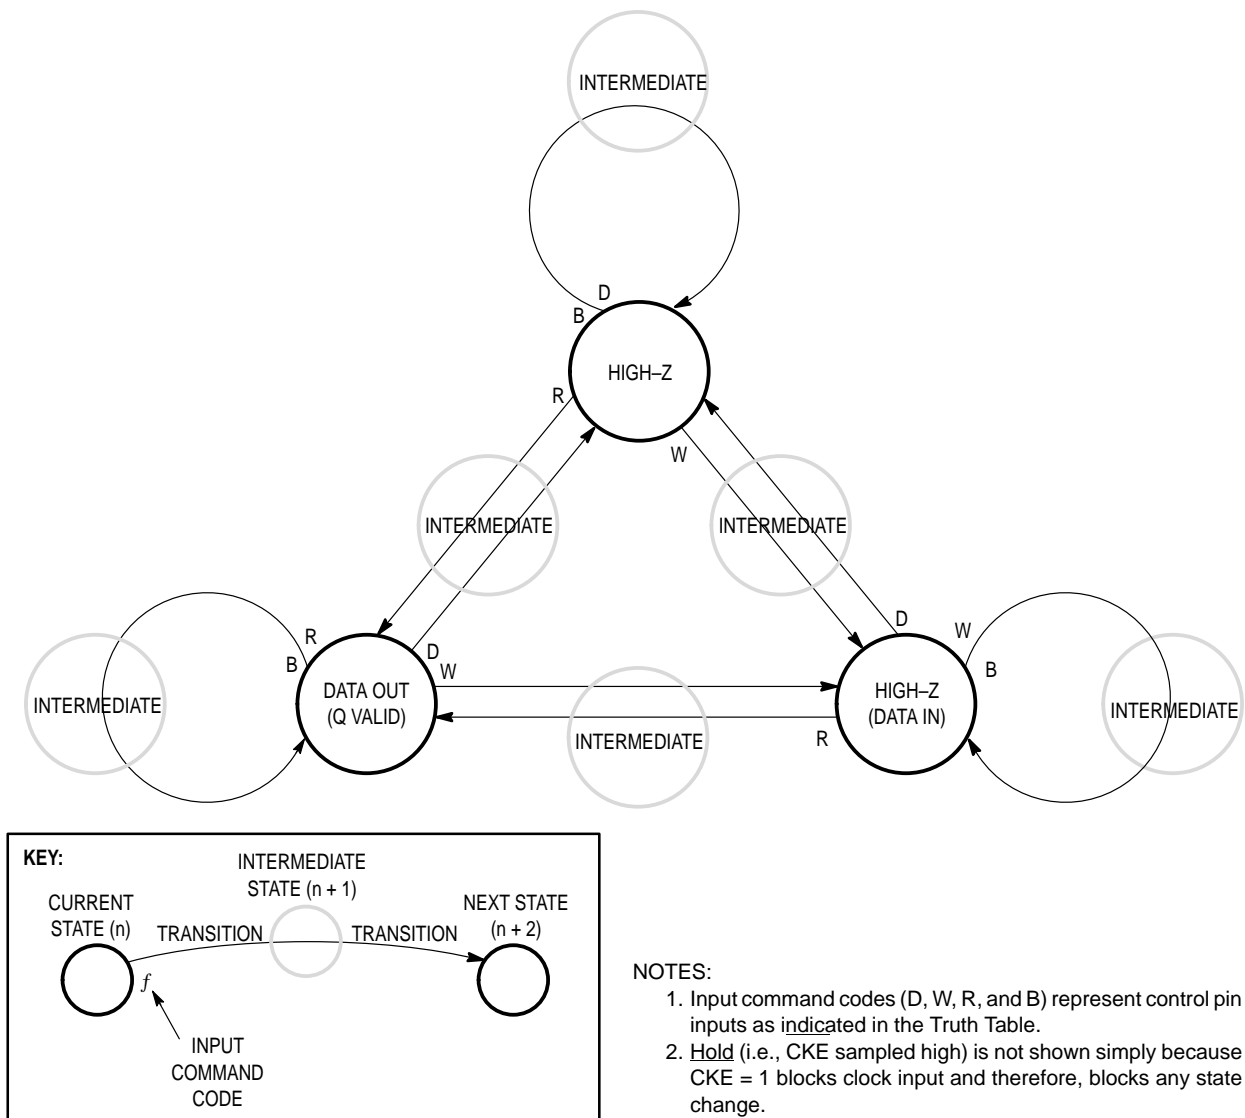 INTERMEDIATE
D
B
HIGH–Z
R
W
INTERMEDIATE
INTERMEDIATE
R
B
D
W
D
W
B
INTERMEDIATE
DATA OUT
(Q VALID)
HIGH–Z
(DATA IN)
INTERMEDIATE
R
INTERMEDIATE
KEY:
INTERMEDIATE
STATE (n + 1)
CURRENT
STATE (n)
NEXT STATE
(n + 2)
TRANSITION
TRANSITION
f
INPUT
COMMAND
CODE
NOTES:
1. Input command codes (D, W, R, and B) represent control pin
inputs as indicated in the Truth Table.
2. Hold (i.e., CKE sampled high) is not shown simply because
CKE = 1 blocks clock input and therefore, blocks any state
change.